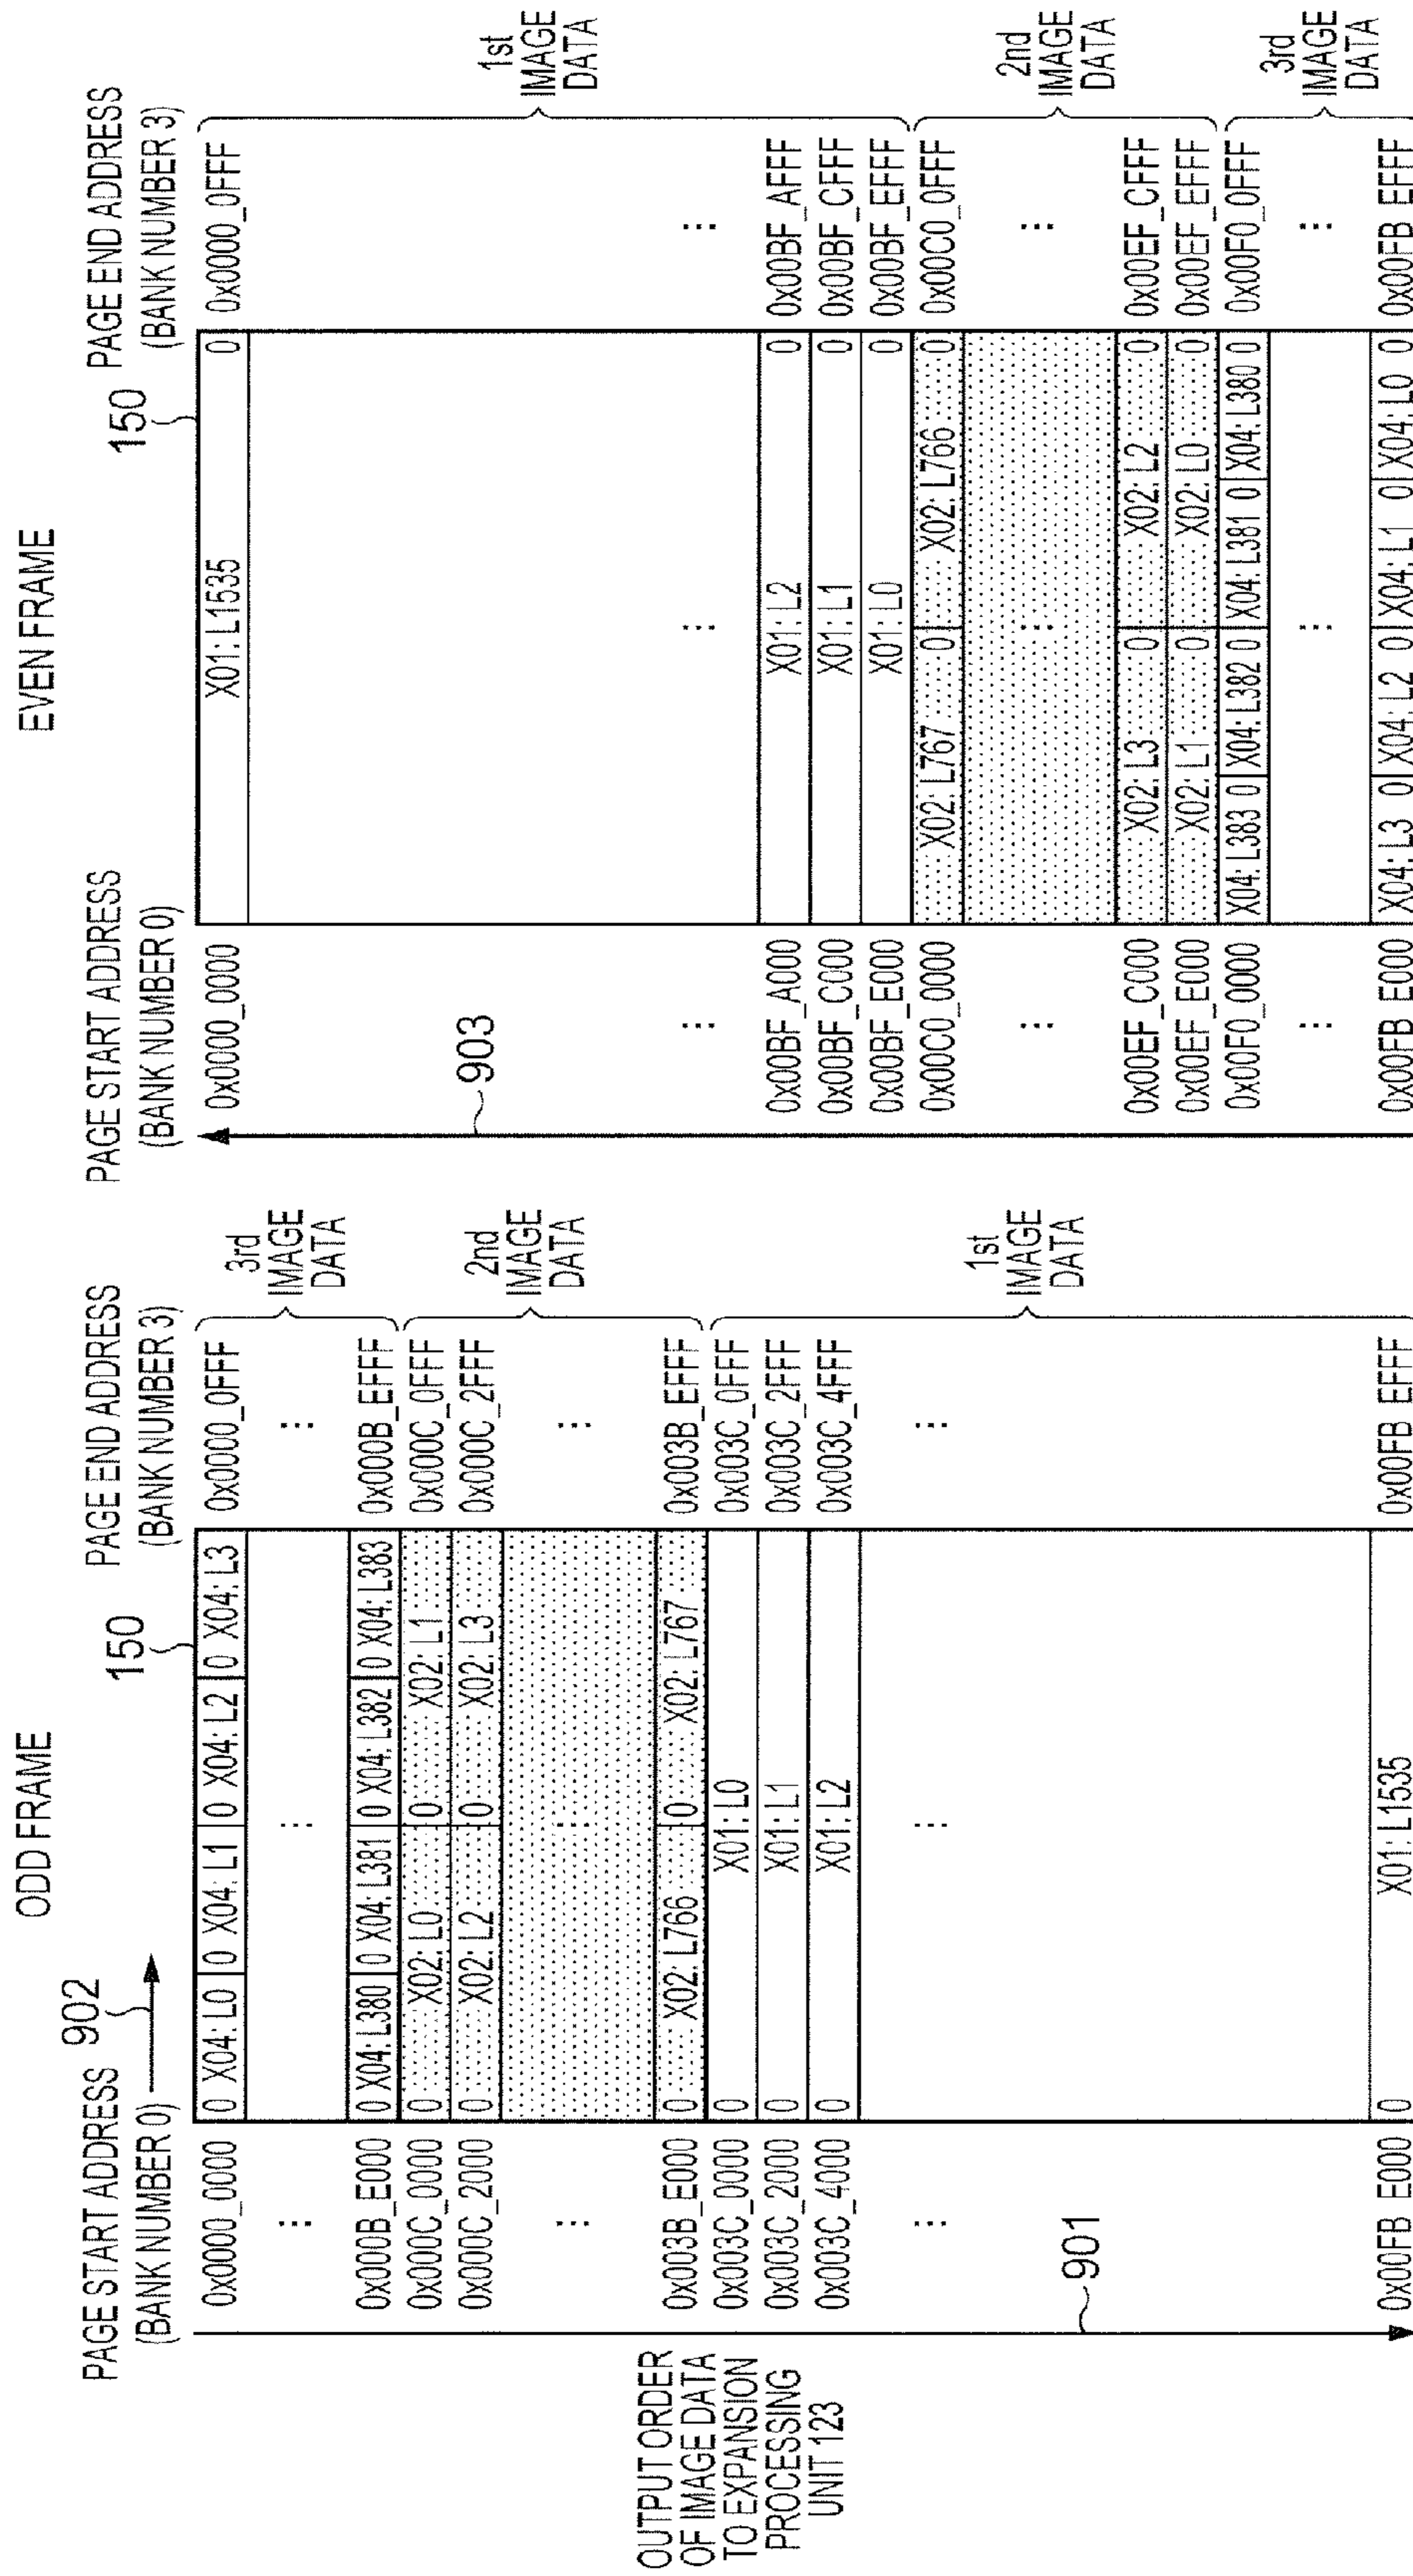 ODD FRAME
PAGE START ADDRESS
(BANK NUMBER 0)
902
150
PAGE END ADDRESS
(BANK NUMBER 3)
0x0000_0000
0 X04: L0
0 X04: L1
0 X04: L2
0 X04: L3
0x0000_0FFF
⋮
⋮
⋮
3rd
IMAGE
DATA
0x000B_E000
0 X04: L380
0 X04: L381
0 X04: L382
0 X04: L383
0x000B_EFFF
0x000C_0000
0 X02: L0
0 X02: L1
0x000C_0FFF
0x000C_2000
0 X02: L2
0 X02: L3
0x000C_2FFF
⋮
⋮
⋮
2nd
IMAGE
DATA
0x003B_E000
0 X02: L766
0 X02: L767
0x003B_EFFF
0x003C_0000
0 X01: L0
0x003C_0FFF
0x003C_2000
0 X01: L1
0x003C_2FFF
0x003C_4000
0 X01: L2
0x003C_4FFF
⋮
⋮
⋮
1st
IMAGE
DATA
0x00FB_E000
0 X01: L1535
0x00FB_EFFF
OUTPUT ORDER
OF IMAGE DATA
TO EXPANSION
PROCESSING
UNIT 123
901
EVEN FRAME
PAGE START ADDRESS
(BANK NUMBER 0)
150
PAGE END ADDRESS
(BANK NUMBER 3)
903
0x0000_0000
X01: L1535 0
0x0000_0FFF
⋮
⋮
⋮
1st
IMAGE
DATA
0x00BF_A000
X01: L2 0
0x00BF_AFFF
0x00BF_C000
X01: L1 0
0x00BF_CFFF
0x00BF_E000
X01: L0 0
0x00BF_EFFF
0x00C0_0000
X02: L767 0
X02: L766 0
0x00C0_0FFF
⋮
⋮
⋮
2nd
IMAGE
DATA
0x00EF_C000
X02: L3 0
X02: L2 0
0x00EF_CFFF
0x00EF_E000
X02: L1 0
X02: L0 0
0x00EF_EFFF
0x00F0_0000
X04: L383 0
X04: L382 0
X04: L381 0
X04: L380 0
0x00F0_0FFF
⋮
⋮
⋮
3rd
IMAGE
DATA
0x00FB_E000
X04: L3 0
X04: L2 0
X04: L1 0
X04: L0 0
0x00FB_EFFF